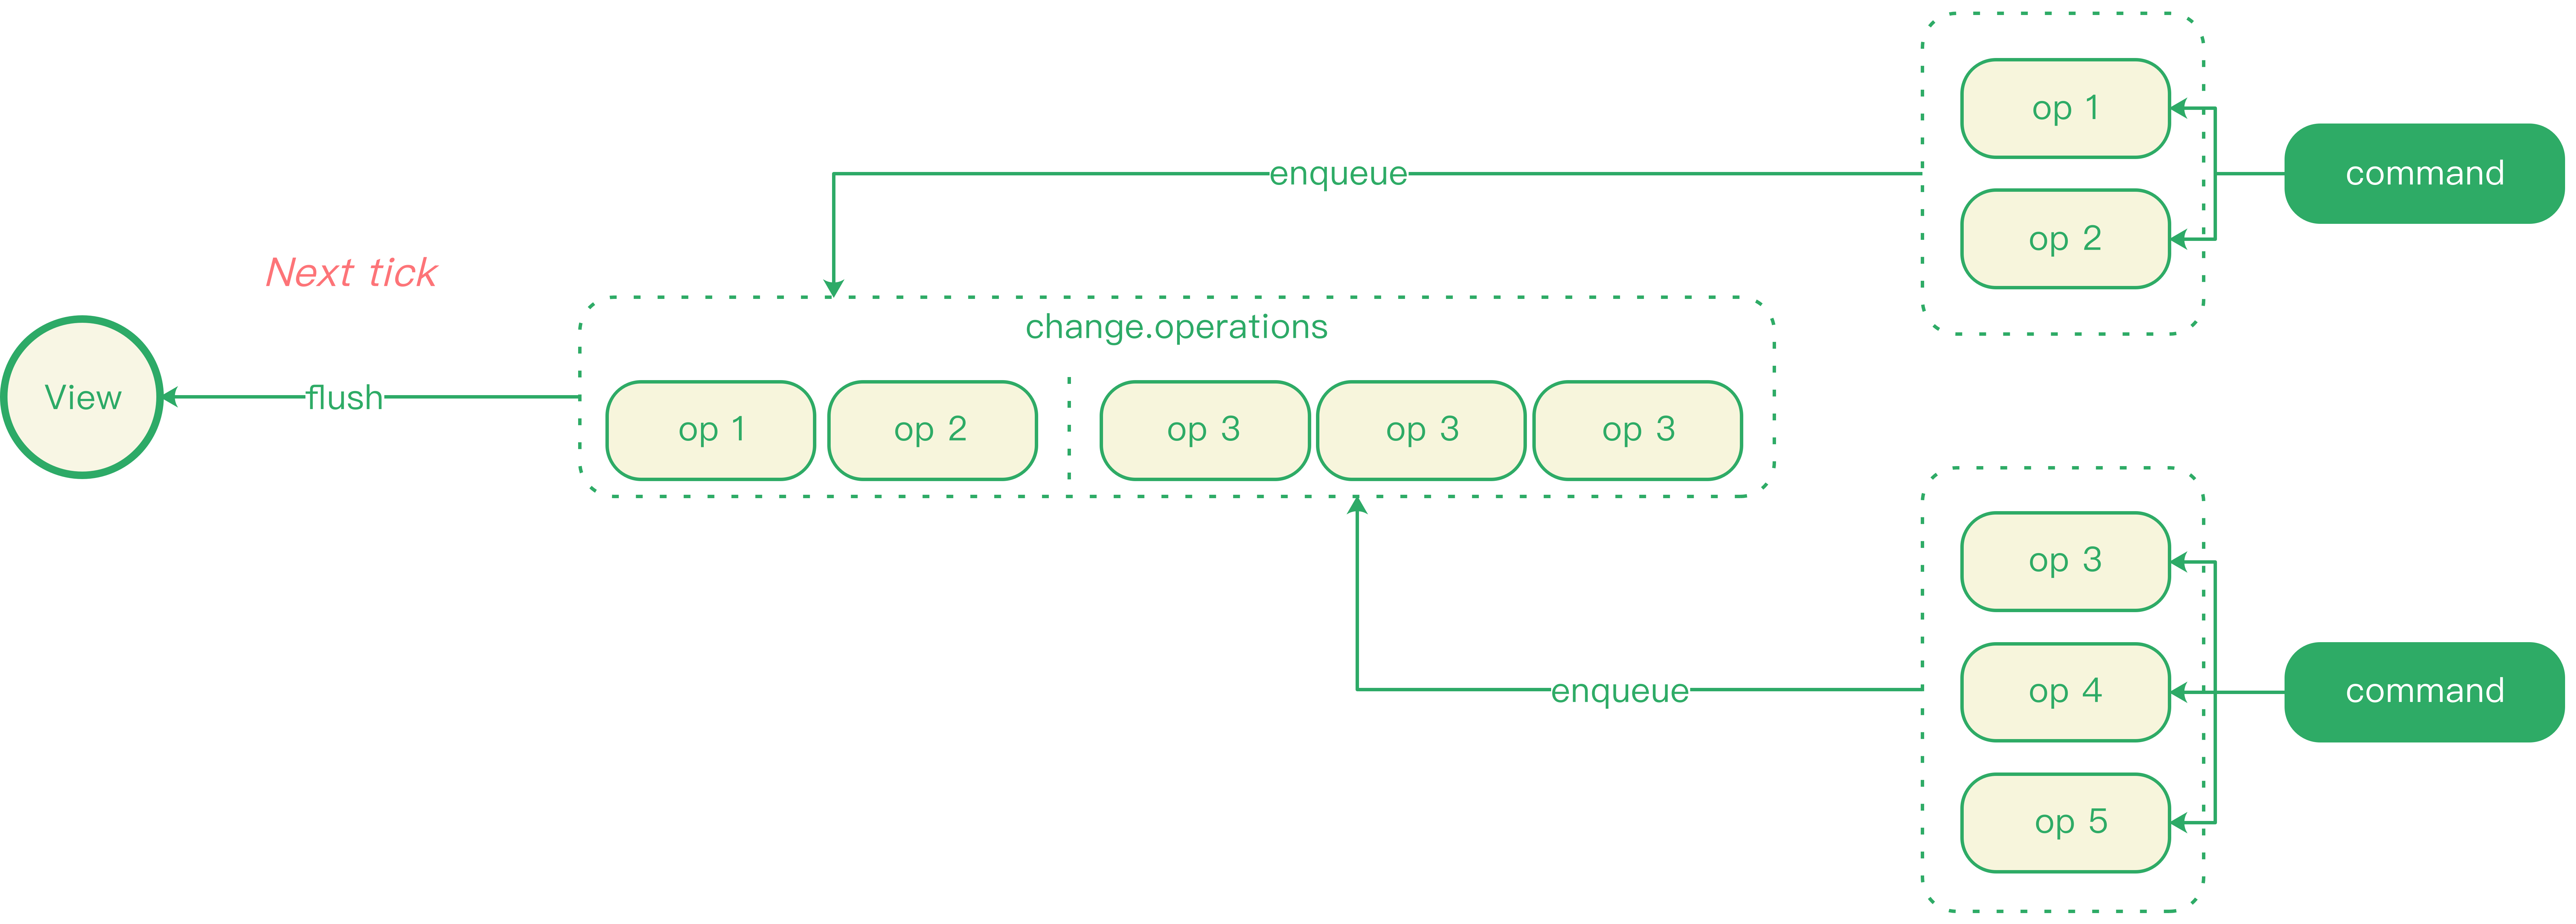 op 1
enqueue
command
op 2
Next tick
change.operations
View
flush
op 1
op 2
op 3
op 3
op 3
op 3
enqueue
op 4
command
op 5